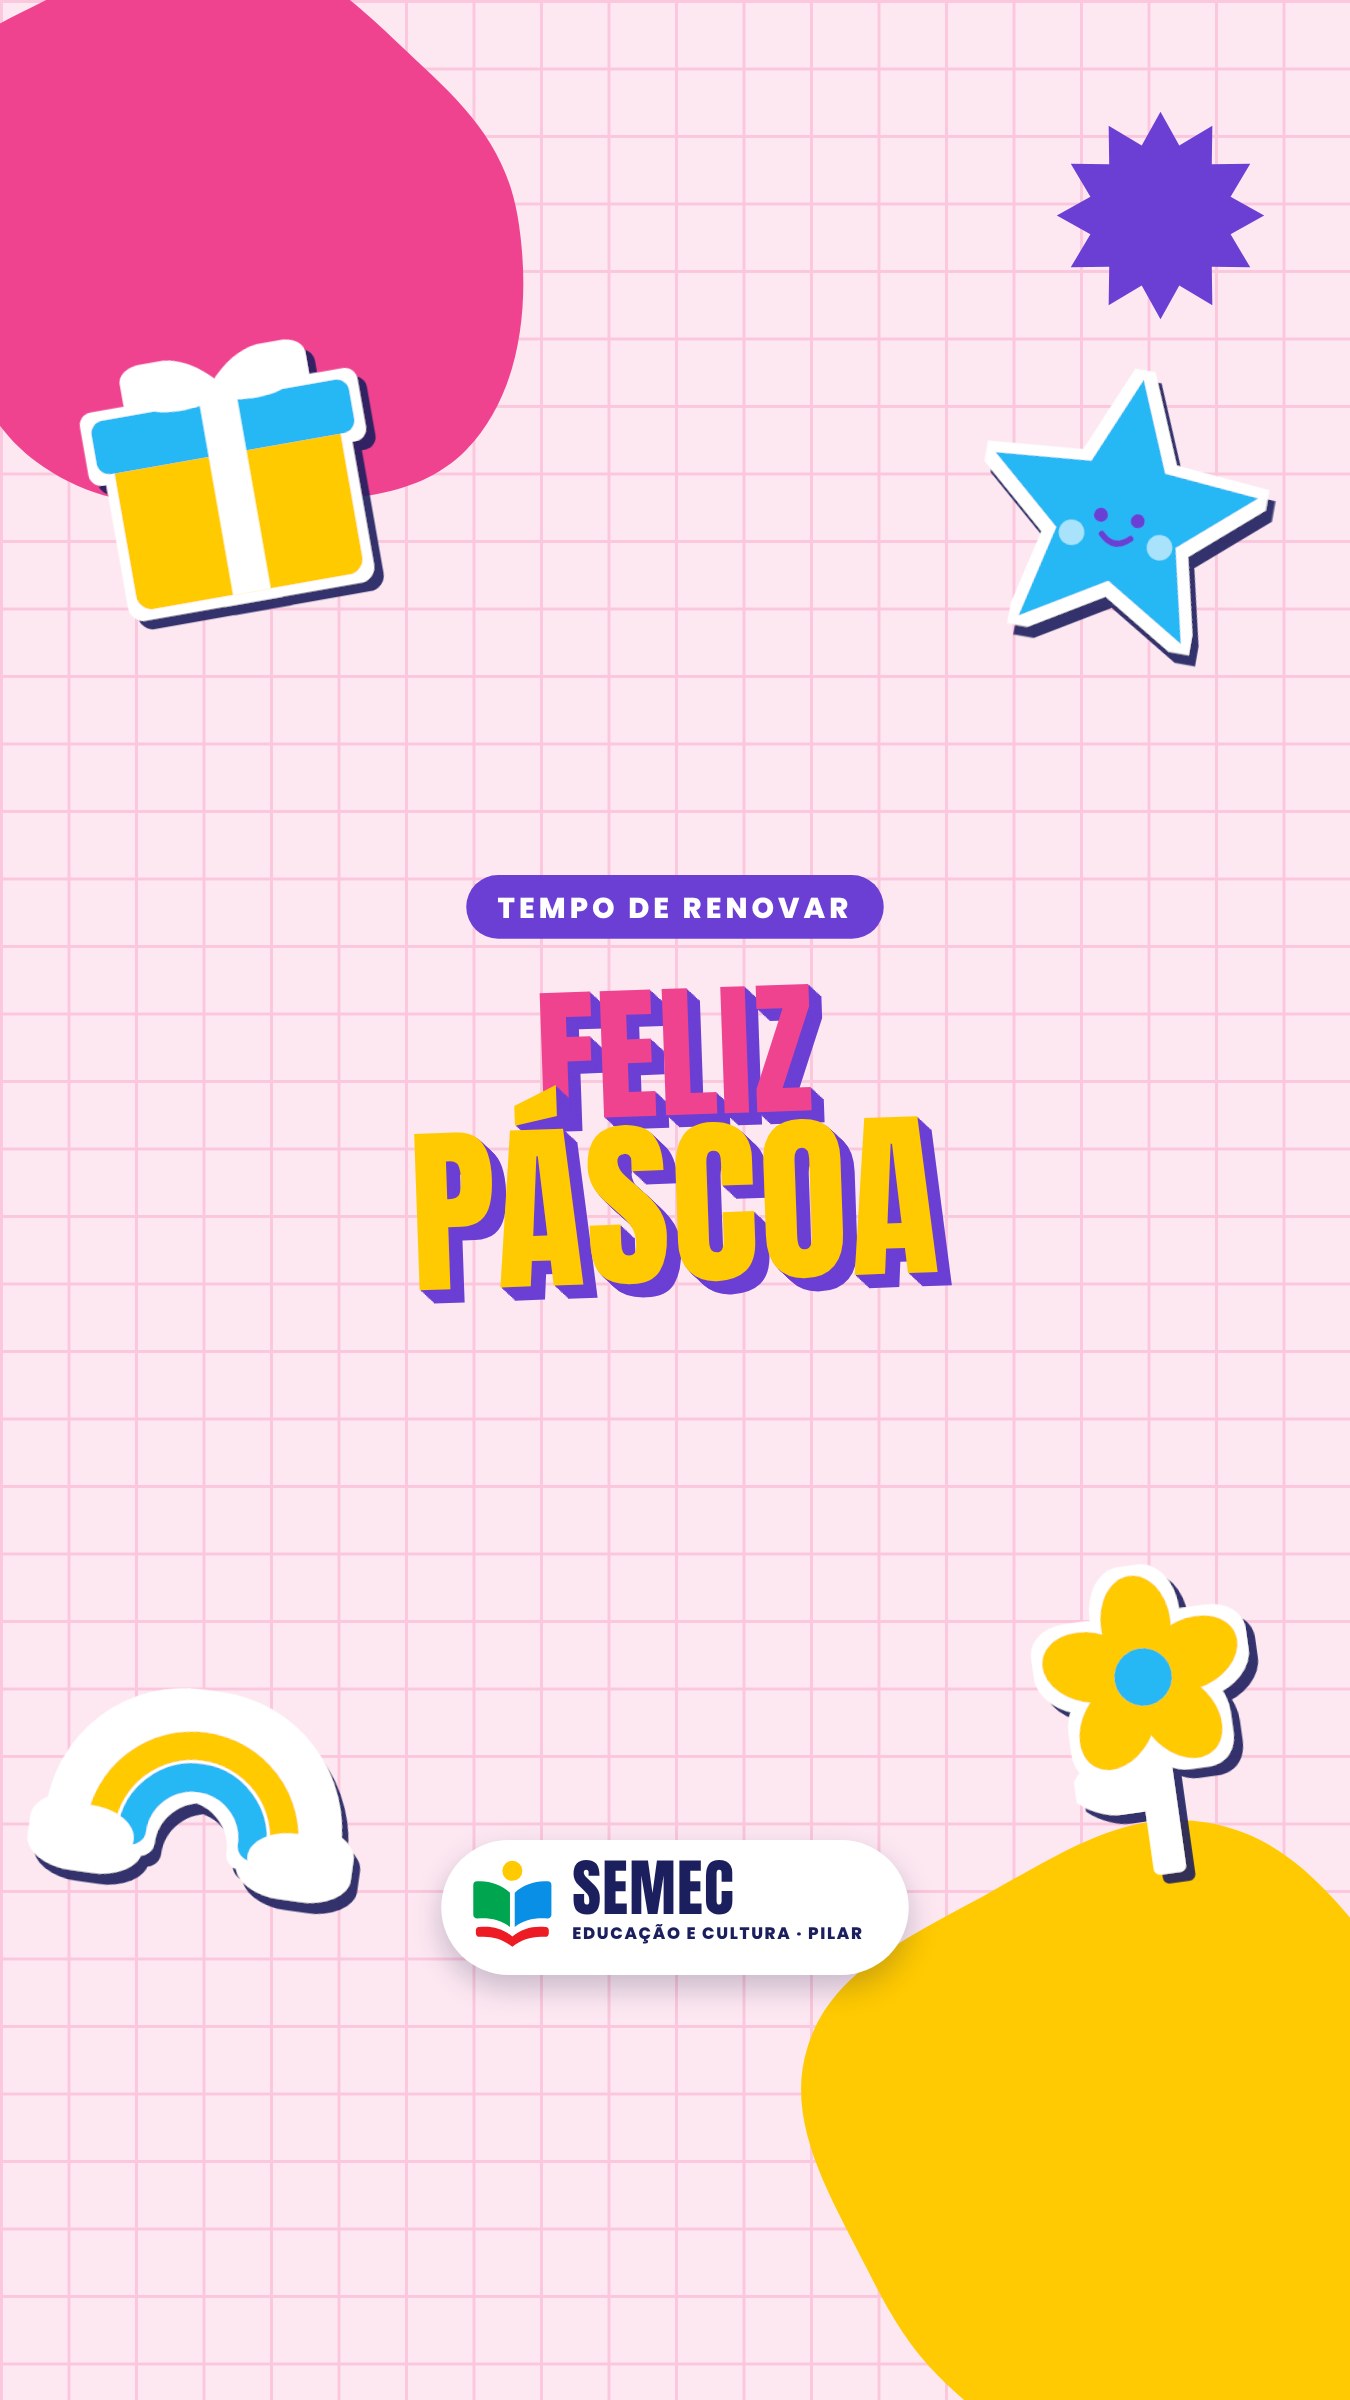 TEMPO DE RENOVAR
FELIZ
PÁSCOA
SEMEC
EDUCAÇÃO E CULTURA · PILAR